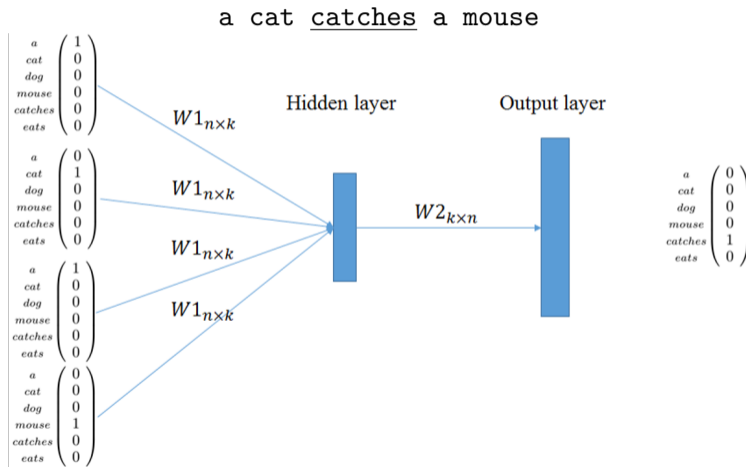 a cat catches a mouse
a 1
cat 0
dog 0
mouse 0
catches 0
eats 0
a 0
cat 1
dog 0
mouse 0
catches 0
eats 0
a 1
cat 0
dog 0
mouse 0
catches 0
eats 0
a 0
cat 0
dog 0
mouse 1
catches 0
eats 0
W1n×k
W1n×k
W1n×k
W1n×k
Hidden layer
W2k×n
Output layer
a 0
cat 0
dog 0
mouse 0
catches 1
eats 0